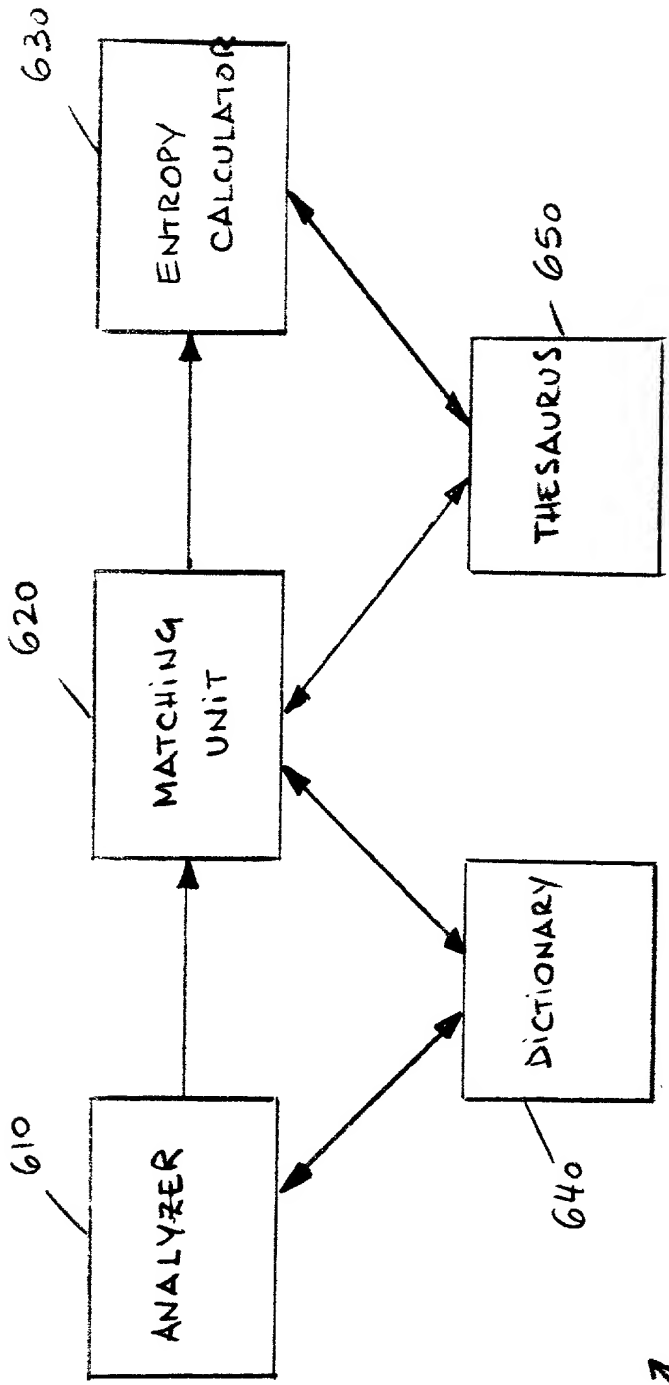 610
ANALYZER
620
MATCHING
UNIT
630
ENTROPY
CALCULATOR
DICTIONARY
640
THESAURUS
650